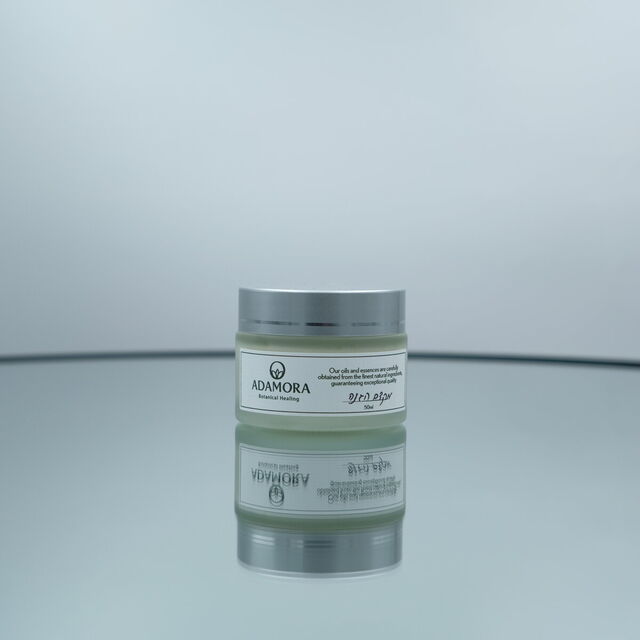 ADAMORA
Botanical Healing
Our oils and essences are carefully
obtained from the finest natural ingredients,
guaranteeing exceptional quality
50ml